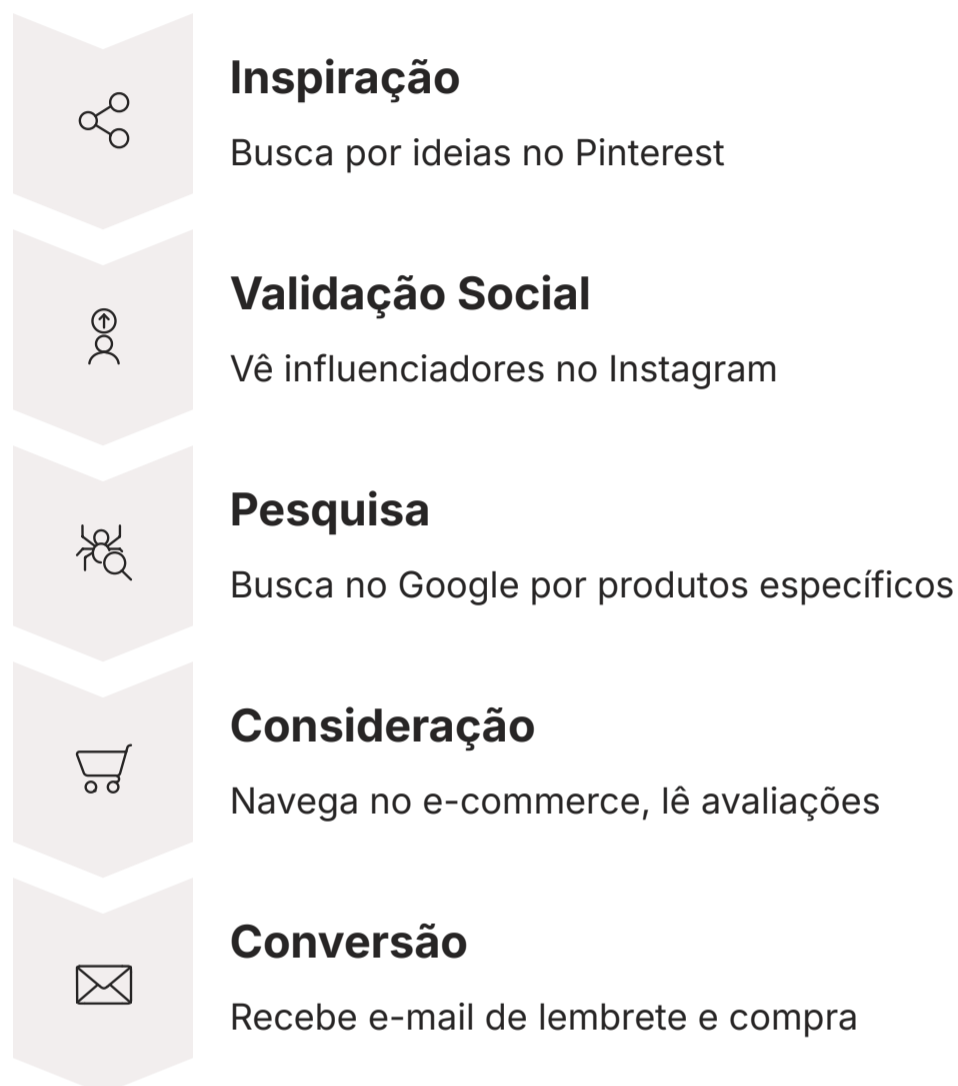 Inspiração
Busca por ideias no Pinterest
Validação Social
Vê influenciadores no Instagram
Pesquisa
Busca no Google por produtos específicos
Consideração
Navega no e-commerce, lê avaliações
Conversão
Recebe e-mail de lembrete e compra